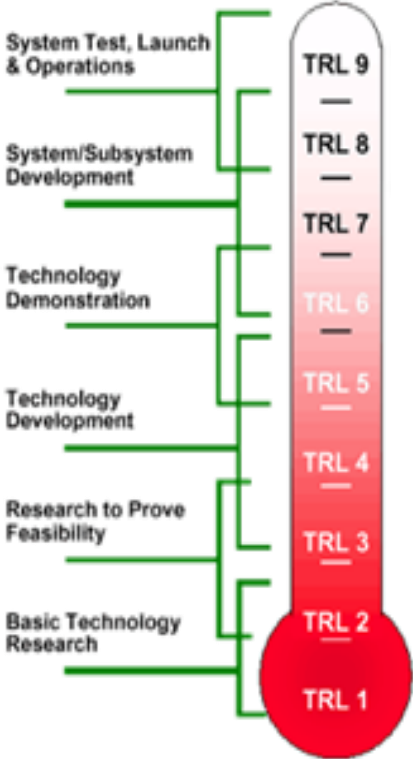 System Test, Launch
& Operations
System/Subsystem
Development
Technology
Demonstration
Technology
Development
Research to Prove
Feasibility
Basic Technology
Research
TRL 9
TRL 8
TRL 7
TRL 6
TRL 5
TRL 4
TRL 3
TRL 2
TRL 1